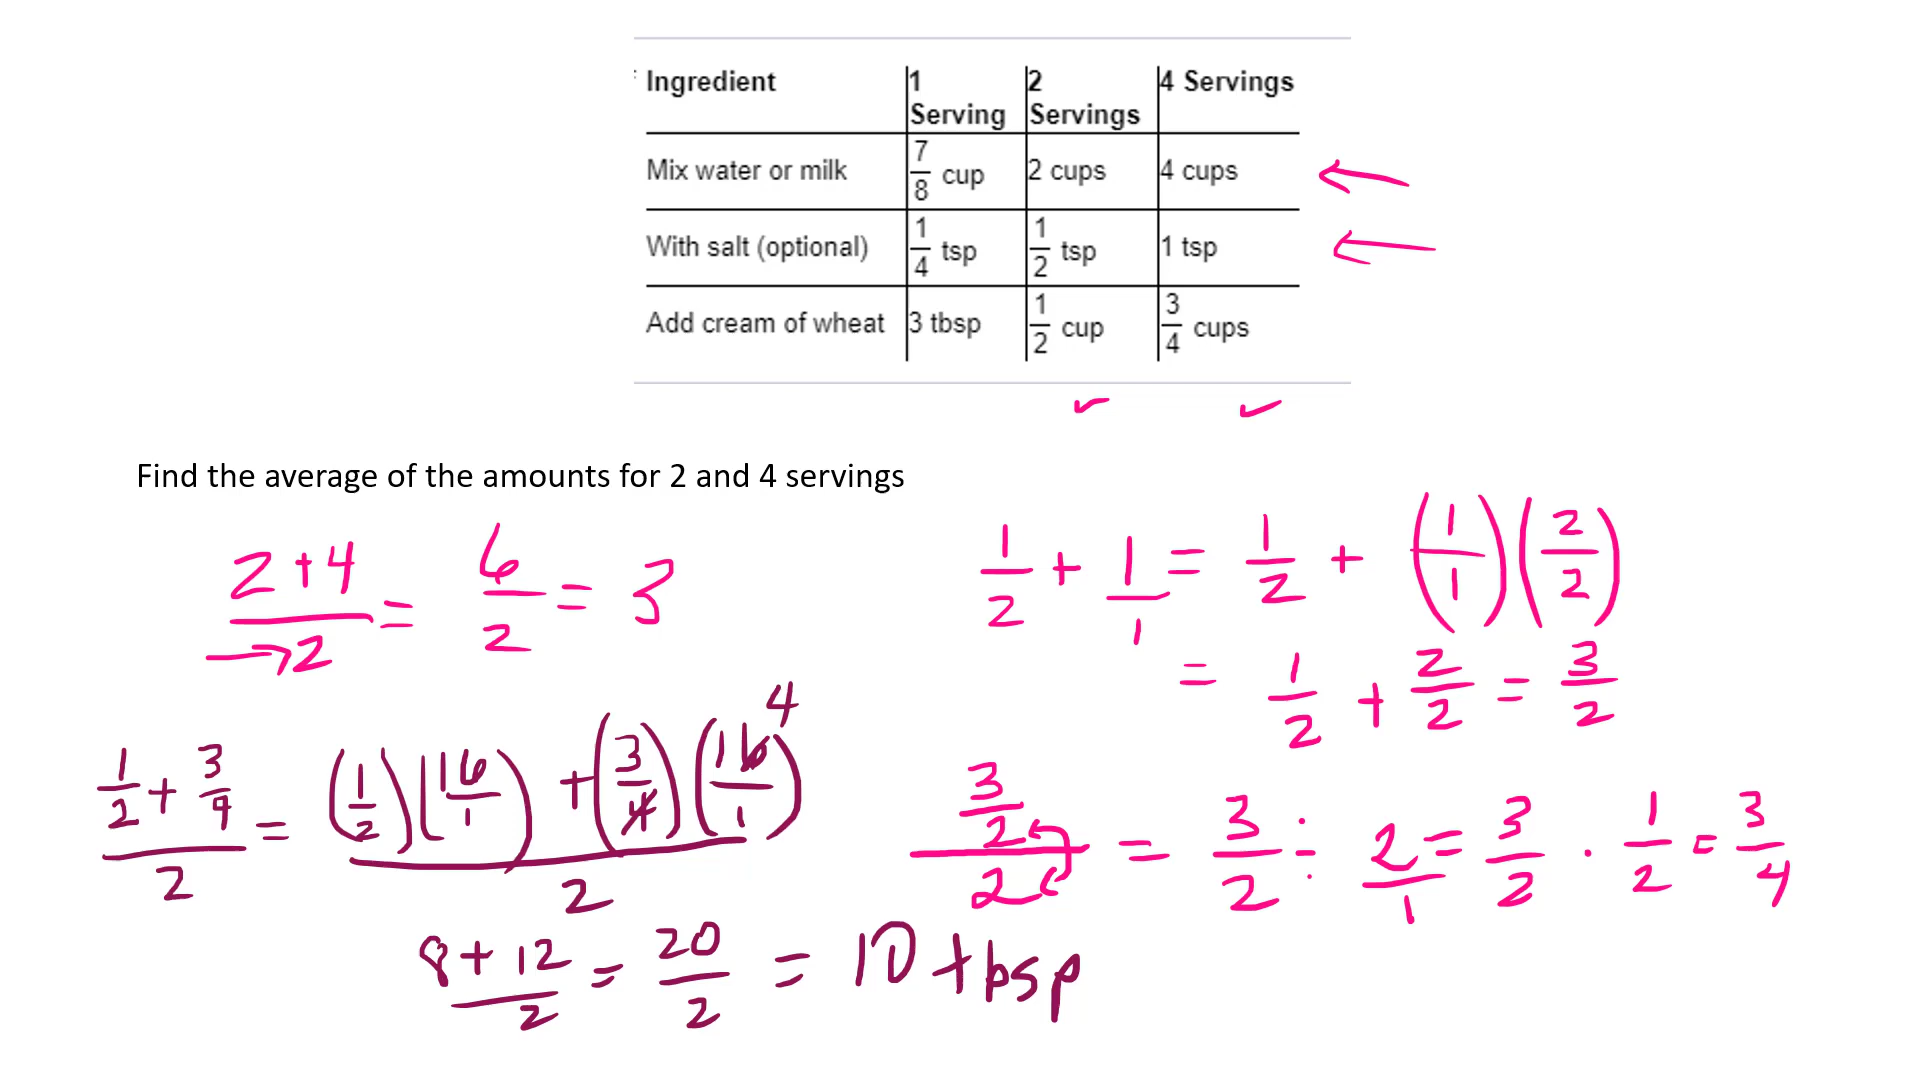 Ingredient 1 Serving 2 Servings 4 Servings
Mix water or milk 7/8 cup 2 cups 4 cups
With salt (optional) 1/4 tsp 1/2 tsp 1 tsp
Add cream of wheat 3 tbsp 1/2 cup 3/4 cups
Find the average of the amounts for 2 and 4 servings
(2+4)/→2 = 6/2 = 3
1/2 + 1/1 = 1/2 + (1/1)(2/2)
= 1/2 + 2/2 = 3/2
(1/2 + 3/4)/2 = ((1/2)(16/1) + (3/4)(16/1))/2
4
(3/2)/2 = 3/2 ÷ 2/1 = 3/2 · 1/2 = 3/4
(8+12)/2 = 20/2 = 10 tbsp